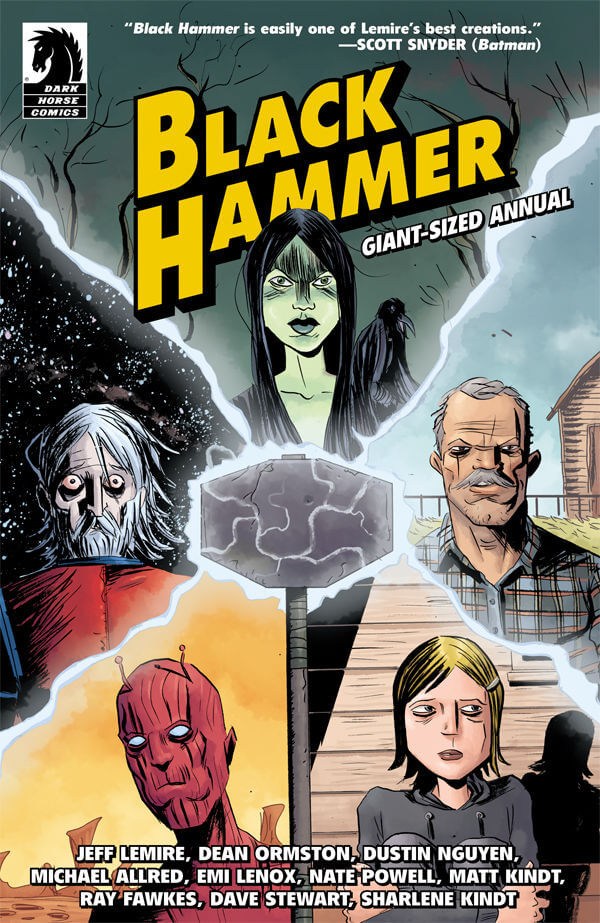 “Black Hammer is easily one of Lemire’s best creations.”
—SCOTT SNYDER (Batman)
DARK
HORSE
COMICS
BLACK
HAMMER
GIANT-SIZED ANNUAL
JEFF LEMIRE, DEAN ORMSTON, DUSTIN NGUYEN,
MICHAEL ALLRED, EMI LENOX, NATE POWELL, MATT KINDT,
RAY FAWKES, DAVE STEWART, SHARLENE KINDT